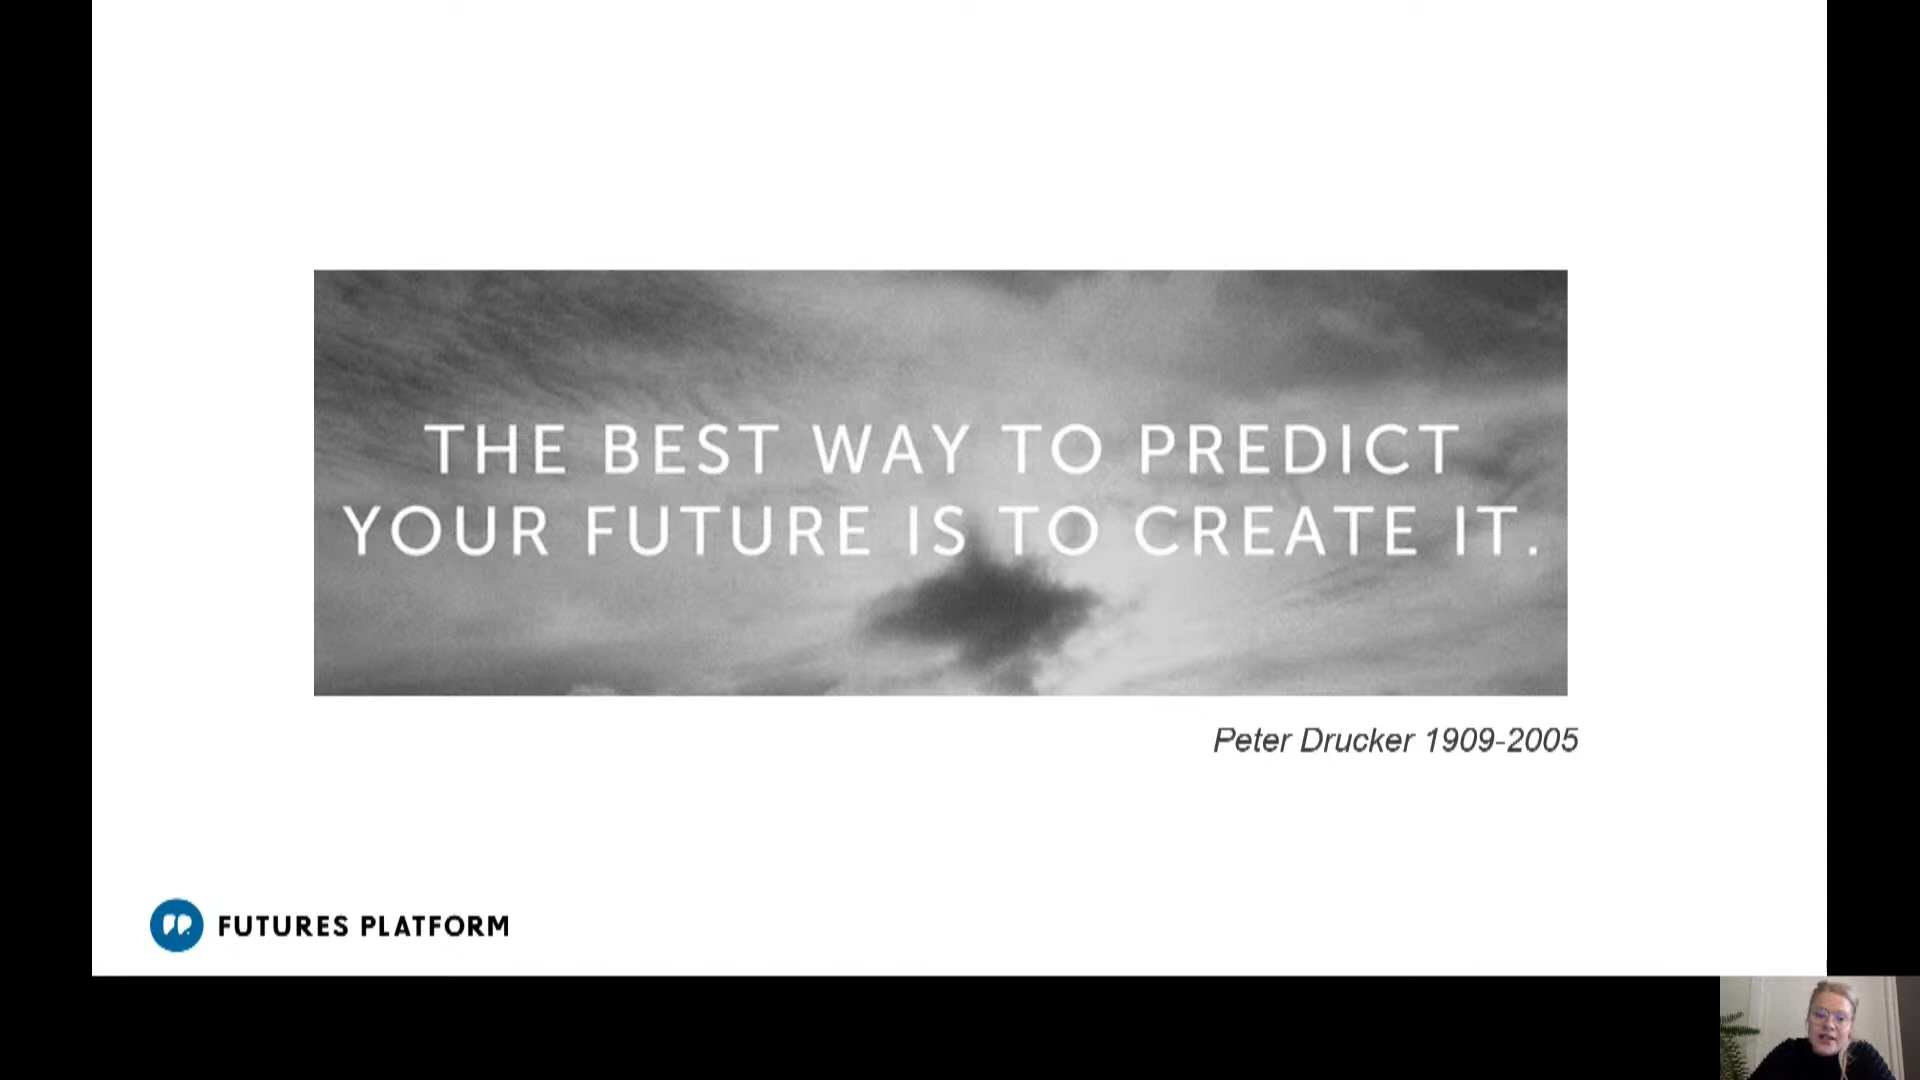 THE BEST WAY TO PREDICT
YOUR FUTURE IS TO CREATE IT.
Peter Drucker 1909-2005
FUTURES PLATFORM